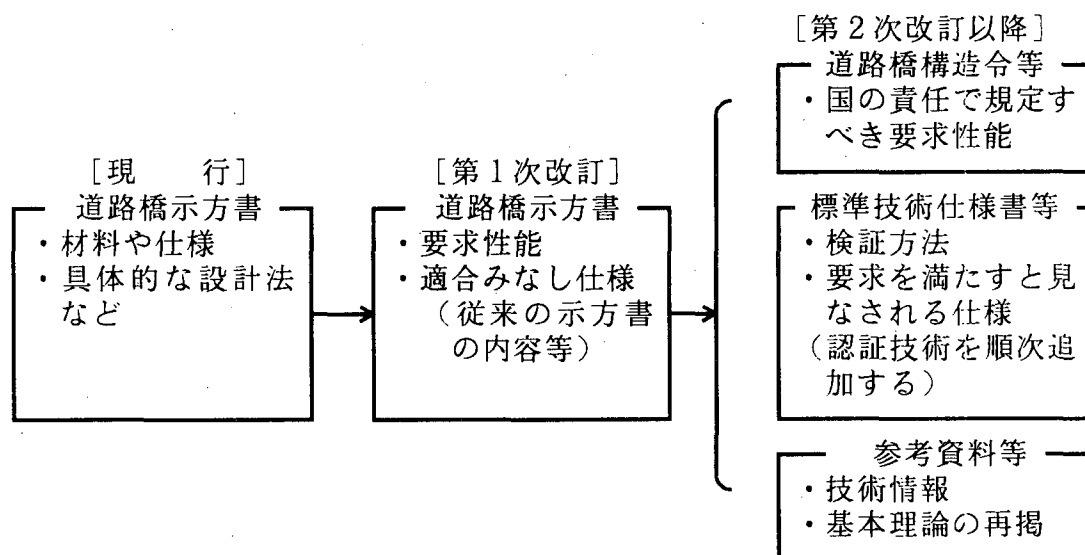 ［現　　行］
道路橋示方書
・材料や仕様
・具体的な設計法
など
［第１次改訂］
道路橋示方書
・要求性能
・適合みなし仕様
（従来の示方書
の内容等）
［第２次改訂以降］
道路橋構造令等
・国の責任で規定す
べき要求性能
標準技術仕様書等
・検証方法
・要求を満たすと見
なされる仕様
（認証技術を順次追
加する）
参考資料等
・技術情報
・基本理論の再掲